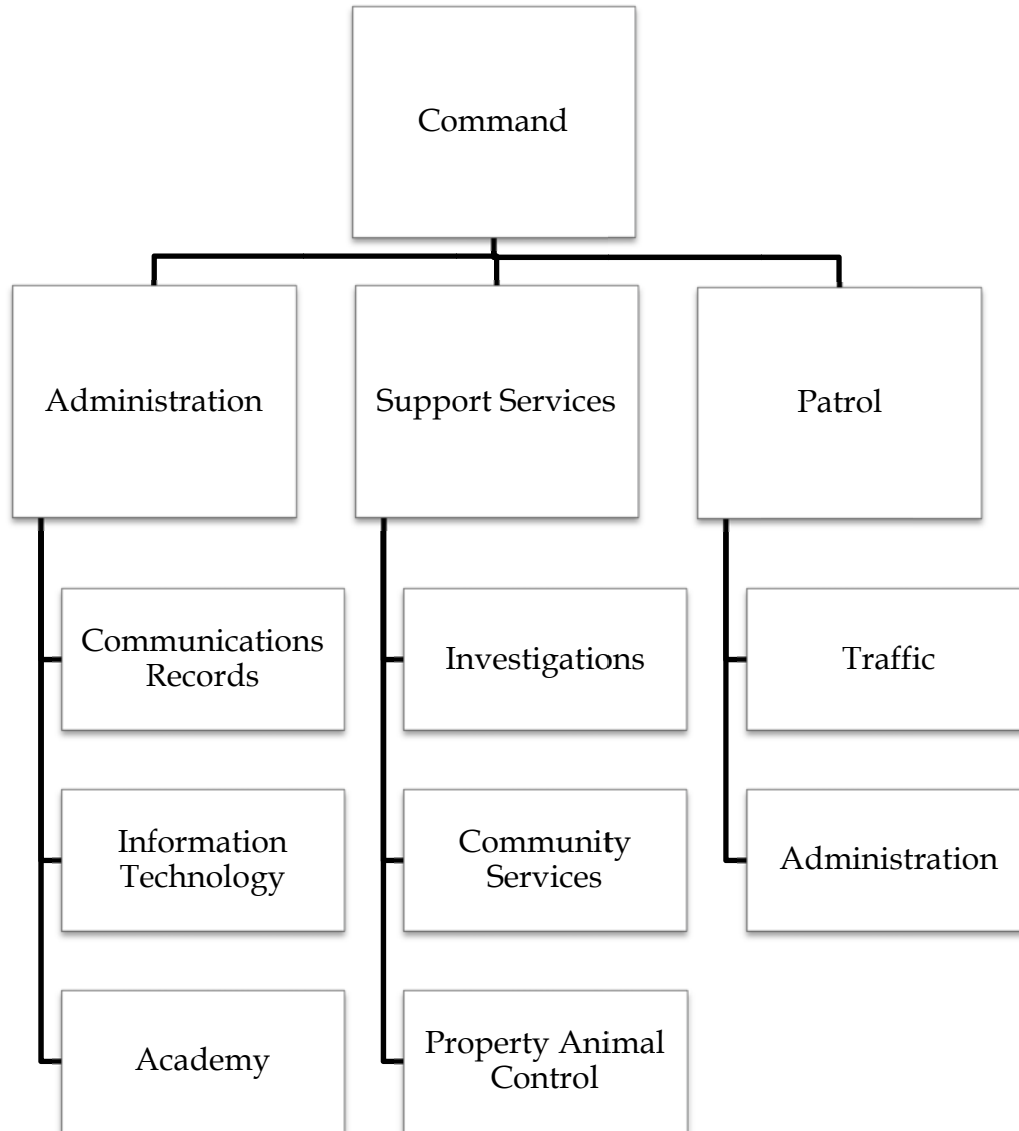 Command
Administration
Support Services
Patrol
Communications
Records
Investigations
Traffic
Information
Technology
Community
Services
Administration
Academy
Property Animal
Control